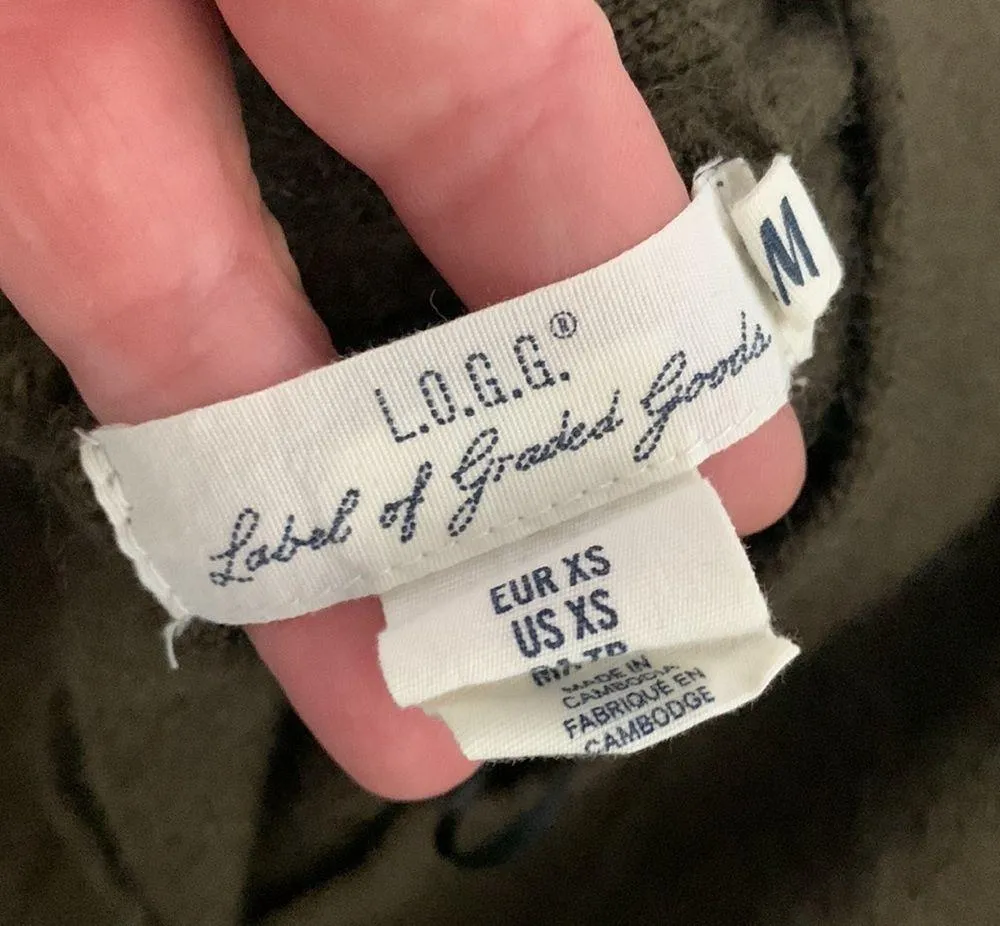 M
L.O.G.G.®
Label of Graded Goods
EUR XS
US XS
MADE IN
CAMBODIA
FABRIQUÉ EN
CAMBODGE